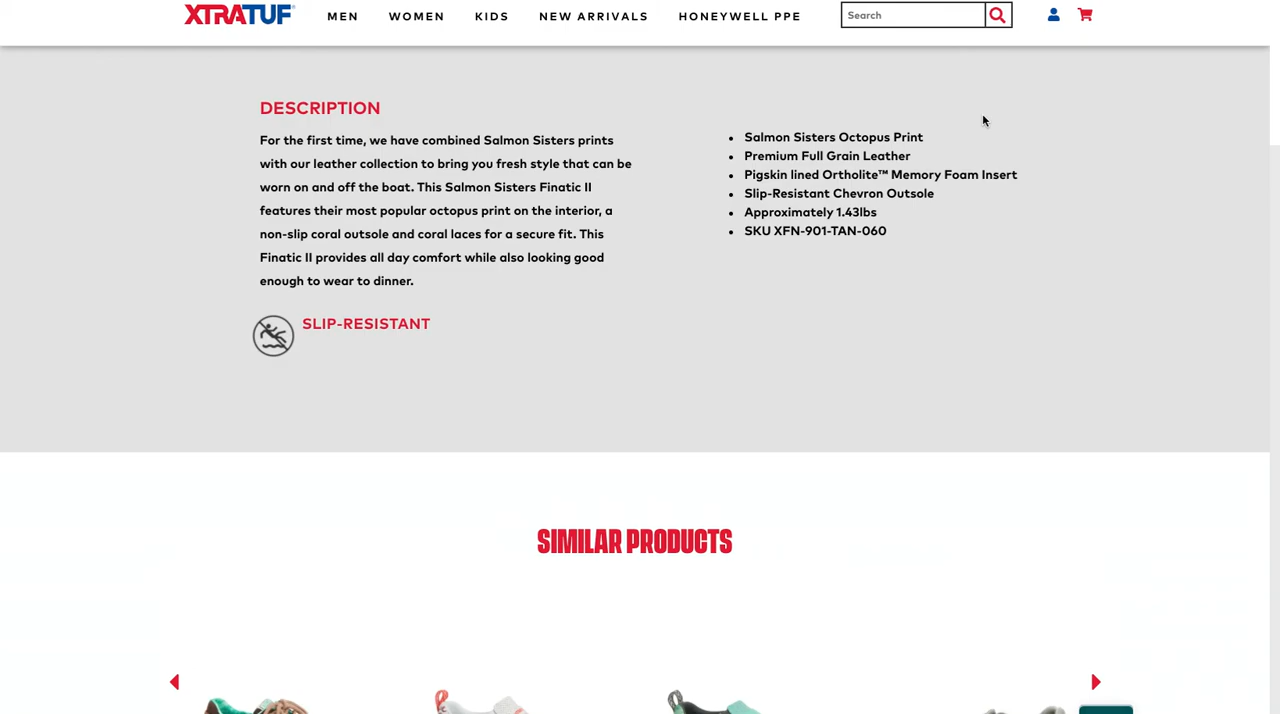 XTRATUF
MEN WOMEN KIDS NEW ARRIVALS HONEYWELL PPE Search
DESCRIPTION
For the first time, we have combined Salmon Sisters prints
with our leather collection to bring you fresh style that can be
worn on and off the boat. This Salmon Sisters Finatic II
features their most popular octopus print on the interior, a
non-slip coral outsole and coral laces for a secure fit. This
Finatic II provides all day comfort while also looking good
enough to wear to dinner.
SLIP-RESISTANT
• Salmon Sisters Octopus Print
• Premium Full Grain Leather
• Pigskin lined Ortholite™ Memory Foam Insert
• Slip-Resistant Chevron Outsole
• Approximately 1.43lbs
• SKU XFN-901-TAN-060
SIMILAR PRODUCTS